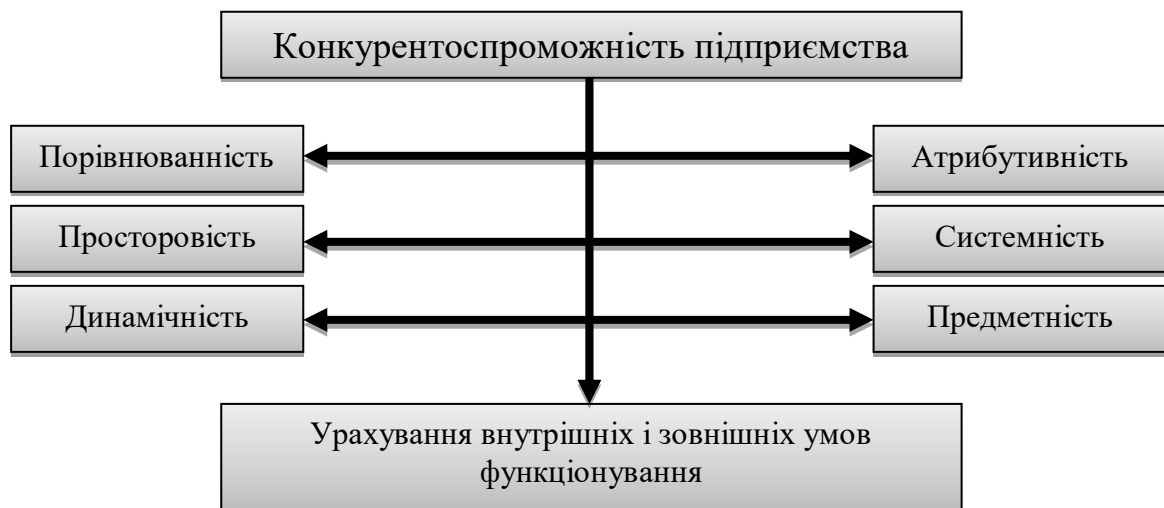 Конкурентоспроможність підприємства
Порівнюванність
Атрибутивність
Просторовість
Системність
Динамічність
Предметність
Урахування внутрішніх і зовнішніх умов
функціонування